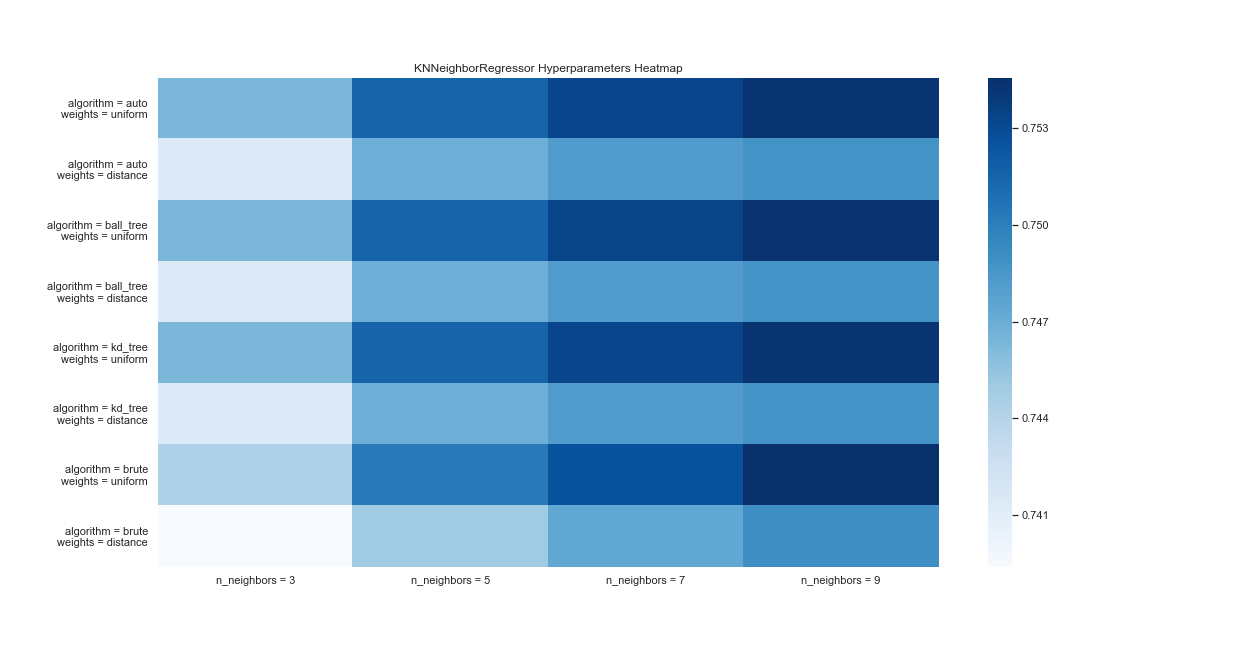 KNNeighborRegressor Hyperparameters Heatmap
algorithm = auto
weights = uniform
algorithm = auto
weights = distance
algorithm = ball_tree
weights = uniform
algorithm = ball_tree
weights = distance
algorithm = kd_tree
weights = uniform
algorithm = kd_tree
weights = distance
algorithm = brute
weights = uniform
algorithm = brute
weights = distance
n_neighbors = 3
n_neighbors = 5
n_neighbors = 7
n_neighbors = 9
0.753
0.750
0.747
0.744
0.741